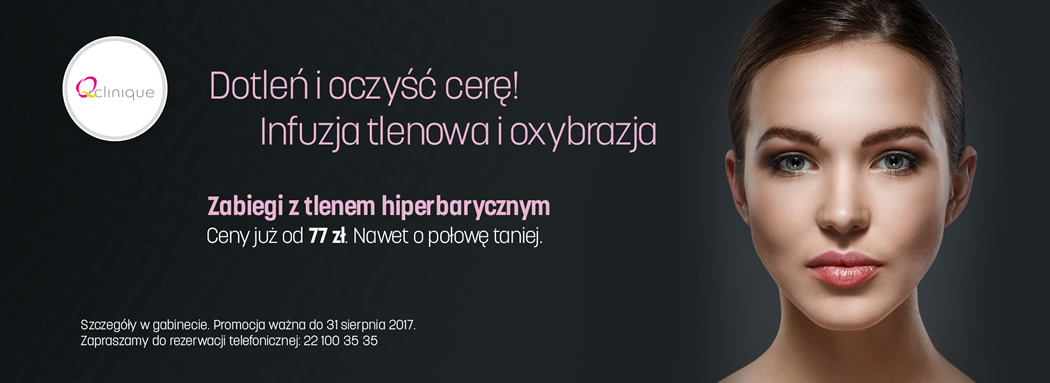 Qclinique
Dotleń i oczyść cerę!
Infuzja tlenowa i oxybrazja
Zabiegi z tlenem hiperbarycznym
Ceny już od 77 zł. Nawet o połowę taniej.
Szczegóły w gabinecie. Promocja ważna do 31 sierpnia 2017.
Zapraszamy do rezerwacji telefonicznej: 22 100 35 35